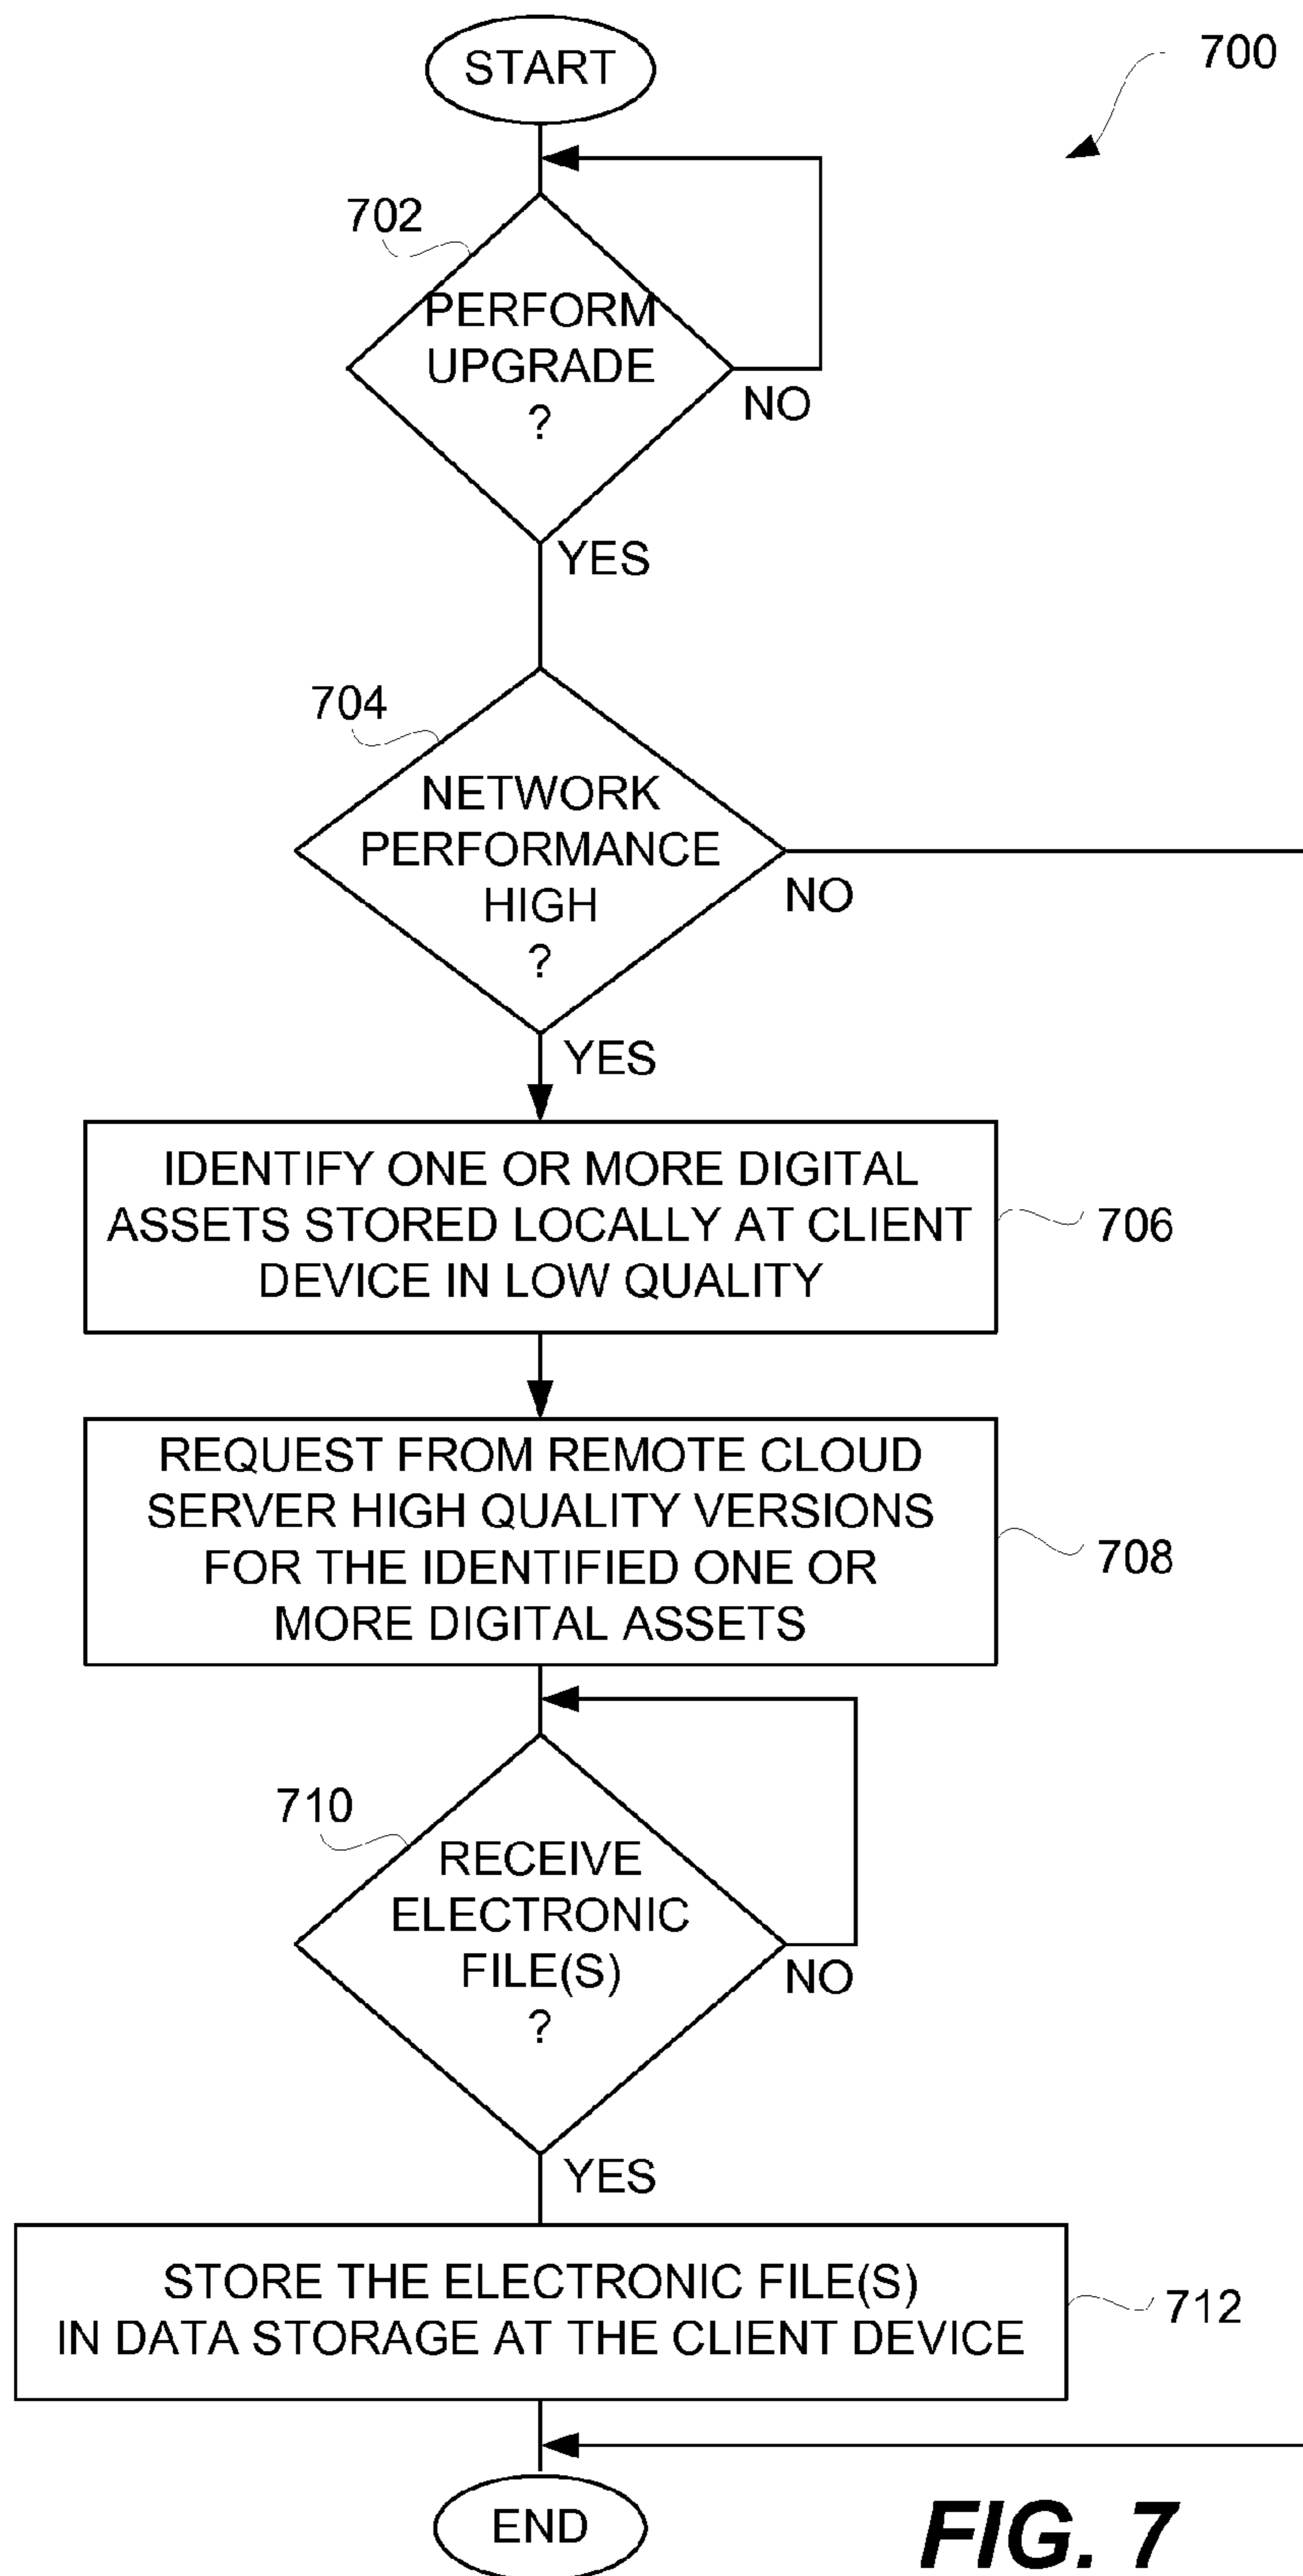 START
700
702
PERFORM
UPGRADE
?
NO
YES
704
NETWORK
PERFORMANCE
HIGH
?
NO
YES
IDENTIFY ONE OR MORE DIGITAL
ASSETS STORED LOCALLY AT CLIENT
DEVICE IN LOW QUALITY
706
REQUEST FROM REMOTE CLOUD
SERVER HIGH QUALITY VERSIONS
FOR THE IDENTIFIED ONE OR
MORE DIGITAL ASSETS
708
710
RECEIVE
ELECTRONIC
FILE(S)
?
NO
YES
STORE THE ELECTRONIC FILE(S)
IN DATA STORAGE AT THE CLIENT DEVICE
712
END
FIG. 7